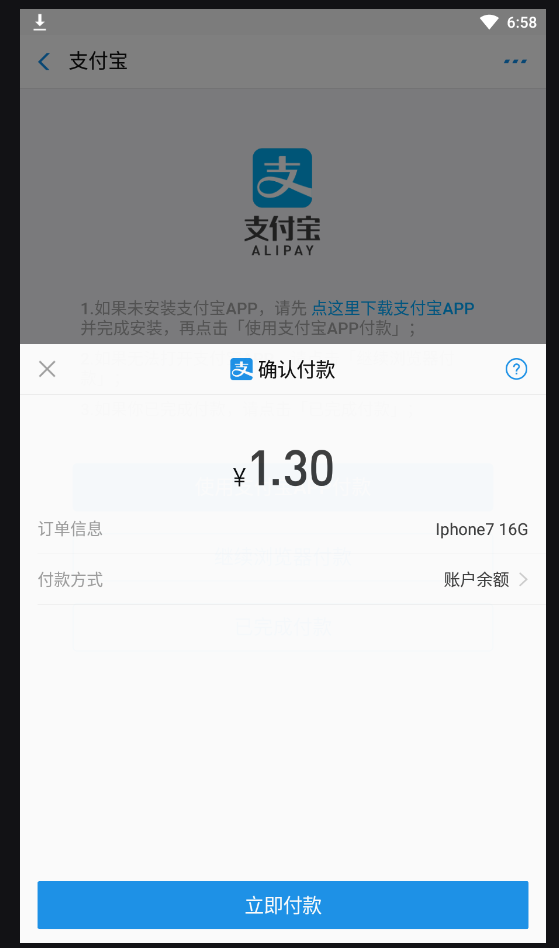 6:58
支付宝
支
支付宝
ALIPAY
1.如果未安装支付宝APP，请先 点这里下载支付宝APP
并完成安装，再点击「使用支付宝APP付款」；
支 确认付款 ?
¥1.30
订单信息 Iphone7 16G
付款方式 账户余额
立即付款